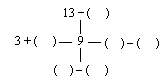 13-( )
3+( ) 9 ( )-( )
( )-( )